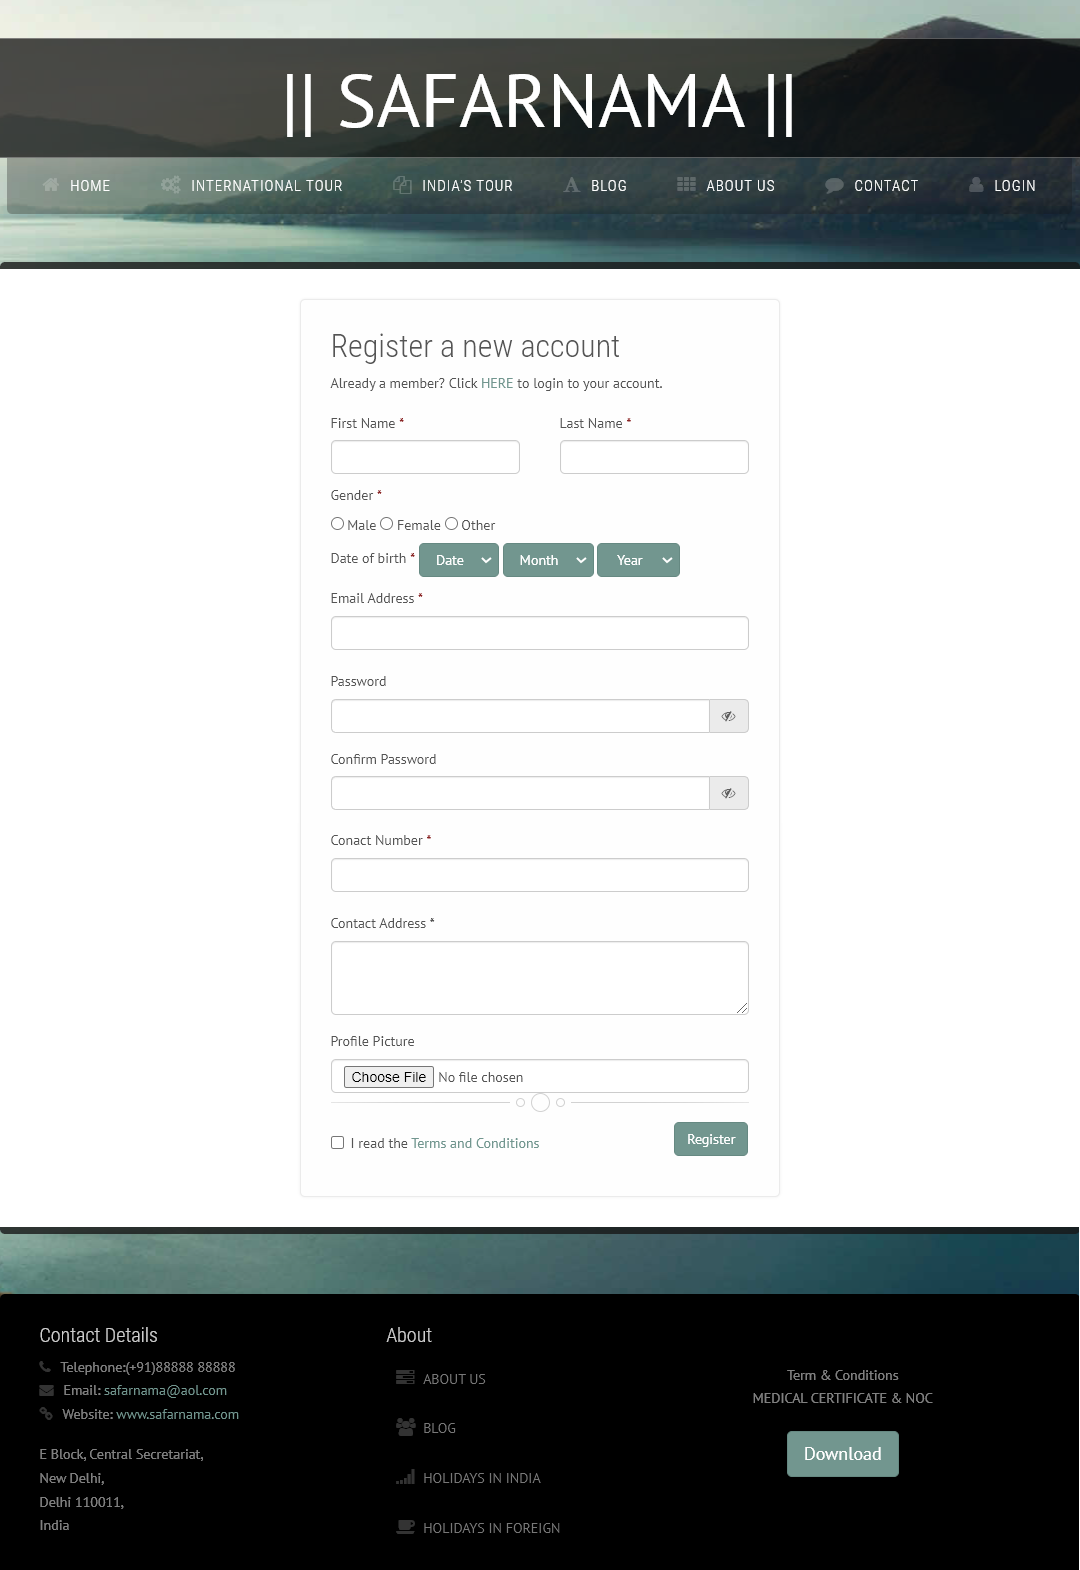 || SAFARNAMA ||
HOME INTERNATIONAL TOUR INDIA'S TOUR BLOG ABOUT US CONTACT LOGIN
Register a new account
Already a member? Click HERE to login to your account.
First Name * Last Name *
Gender *
Male Female Other
Date of birth * Date Month Year
Email Address *
Password
Confirm Password
Conact Number *
Contact Address *
Profile Picture
Choose File No file chosen
I read the Terms and Conditions Register
Contact Details
Telephone:(+91)88888 88888
Email: safarnama@aol.com
Website: www.safarnama.com
E Block, Central Secretariat,
New Delhi,
Delhi 110011,
India
About
ABOUT US
BLOG
HOLIDAYS IN INDIA
HOLIDAYS IN FOREIGN
Term & Conditions
MEDICAL CERTIFICATE & NOC
Download